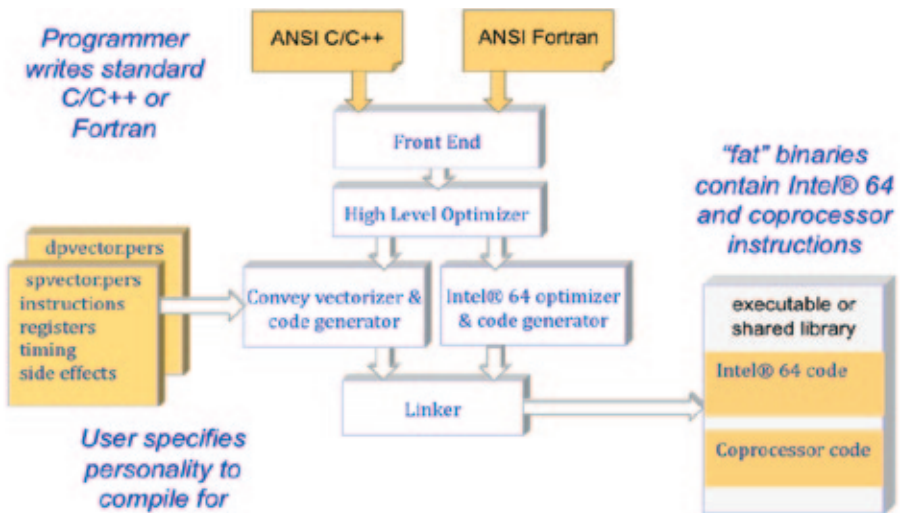 Programmer
writes standard
C/C++ or
Fortran
ANSI C/C++
ANSI Fortran
Front End
High Level Optimizer
dpvector.pers
spvector.pers
instructions
registers
timing
side effects
Convey vectorizer &
code generator
Intel® 64 optimizer
& code generator
Linker
User specifies
personality to
compile for
"fat" binaries
contain Intel® 64
and coprocessor
instructions
executable or
shared library
Intel® 64 code
Coprocessor code